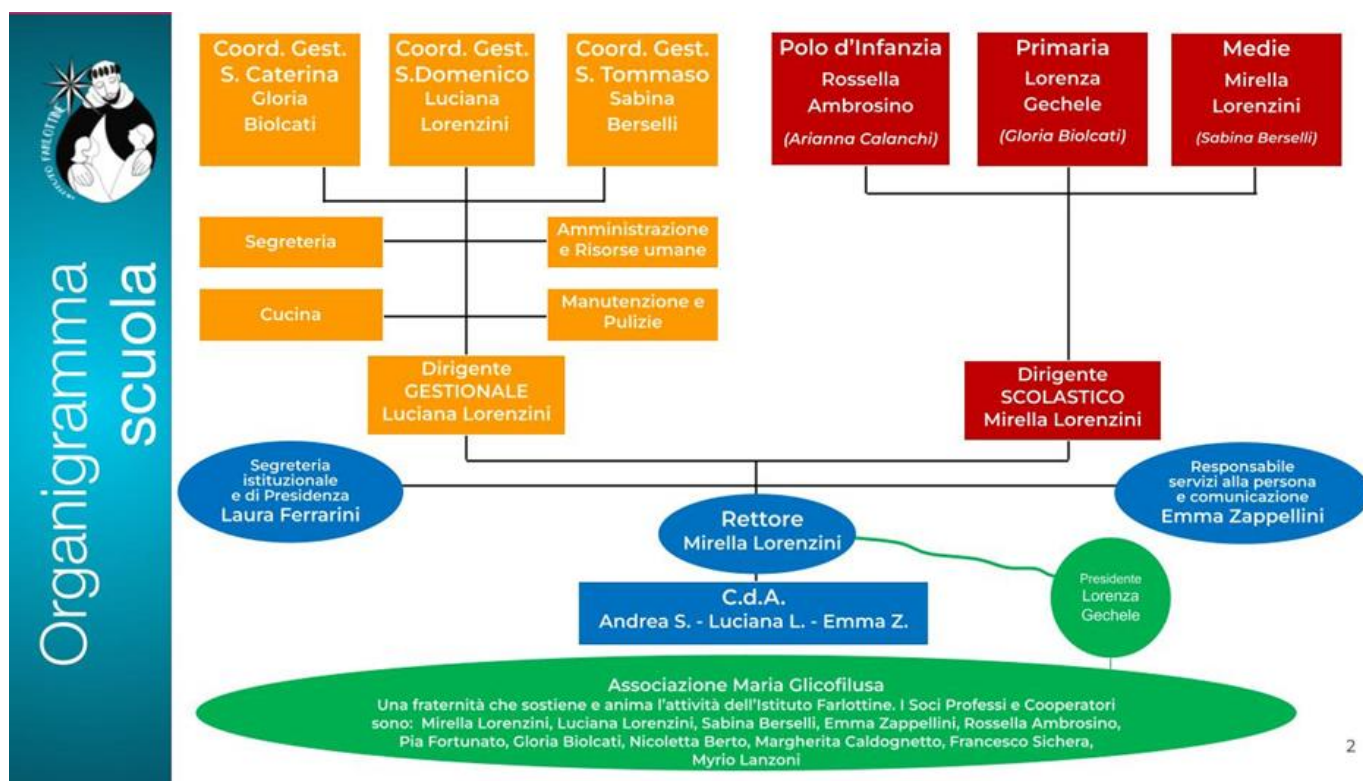 Organigramma
scuola
ISTITUTO FARLOTTINE
Coord. Gest.
S. Caterina
Gloria
Biolcati
Coord. Gest.
S.Domenico
Luciana
Lorenzini
Coord. Gest.
S. Tommaso
Sabina
Berselli
Polo d'Infanzia
Rossella
Ambrosino
(Arianna Calanchi)
Primaria
Lorenza
Gechele
(Gloria Biolcati)
Medie
Mirella
Lorenzini
(Sabina Berselli)
Segreteria
Amministrazione
e Risorse umane
Cucina
Manutenzione e
Pulizie
Dirigente
GESTIONALE
Luciana Lorenzini
Dirigente
SCOLASTICO
Mirella Lorenzini
Segreteria
istituzionale
e di Presidenza
Laura Ferrarini
Responsabile
servizi alla persona
e comunicazione
Emma Zappellini
Rettore
Mirella Lorenzini
C.d.A.
Andrea S. - Luciana L. - Emma Z.
Presidente
Lorenza
Gechele
Associazione Maria Glicofilusa
Una fraternità che sostiene e anima l'attività dell'Istituto Farlottine. I Soci Professi e Cooperatori
sono: Mirella Lorenzini, Luciana Lorenzini, Sabina Berselli, Emma Zappellini, Rossella Ambrosino,
Pia Fortunato, Gloria Biolcati, Nicoletta Berto, Margherita Caldognetto, Francesco Sichera,
Myrio Lanzoni
2